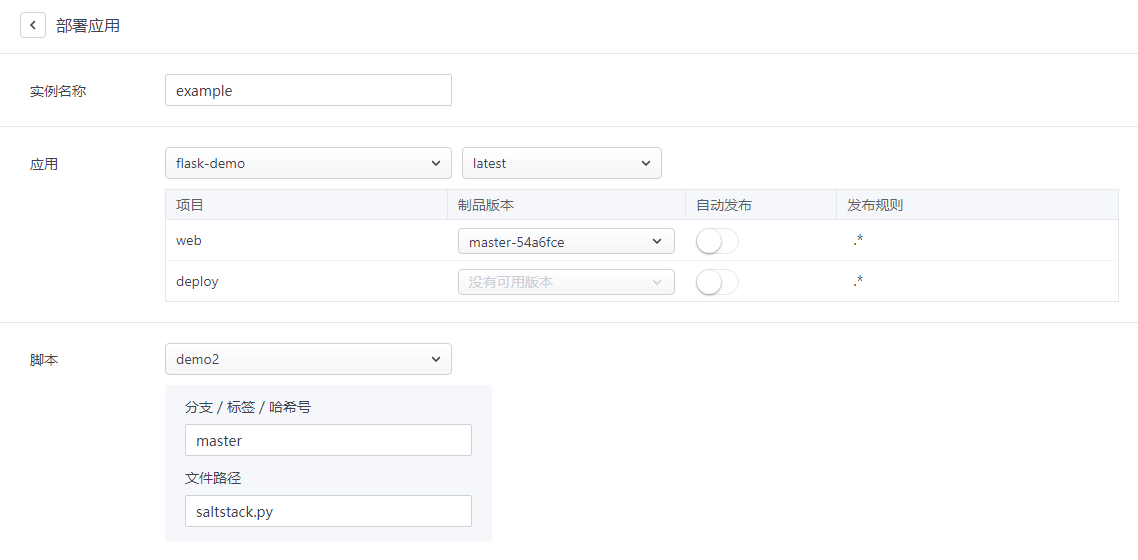 部署应用
实例名称 example
应用 flask-demo latest
项目 制品版本 自动发布 发布规则
web master-54a6fce .*
deploy 没有可用版本 .*
脚本 demo2
分支 / 标签 / 哈希号
master
文件路径
saltstack.py